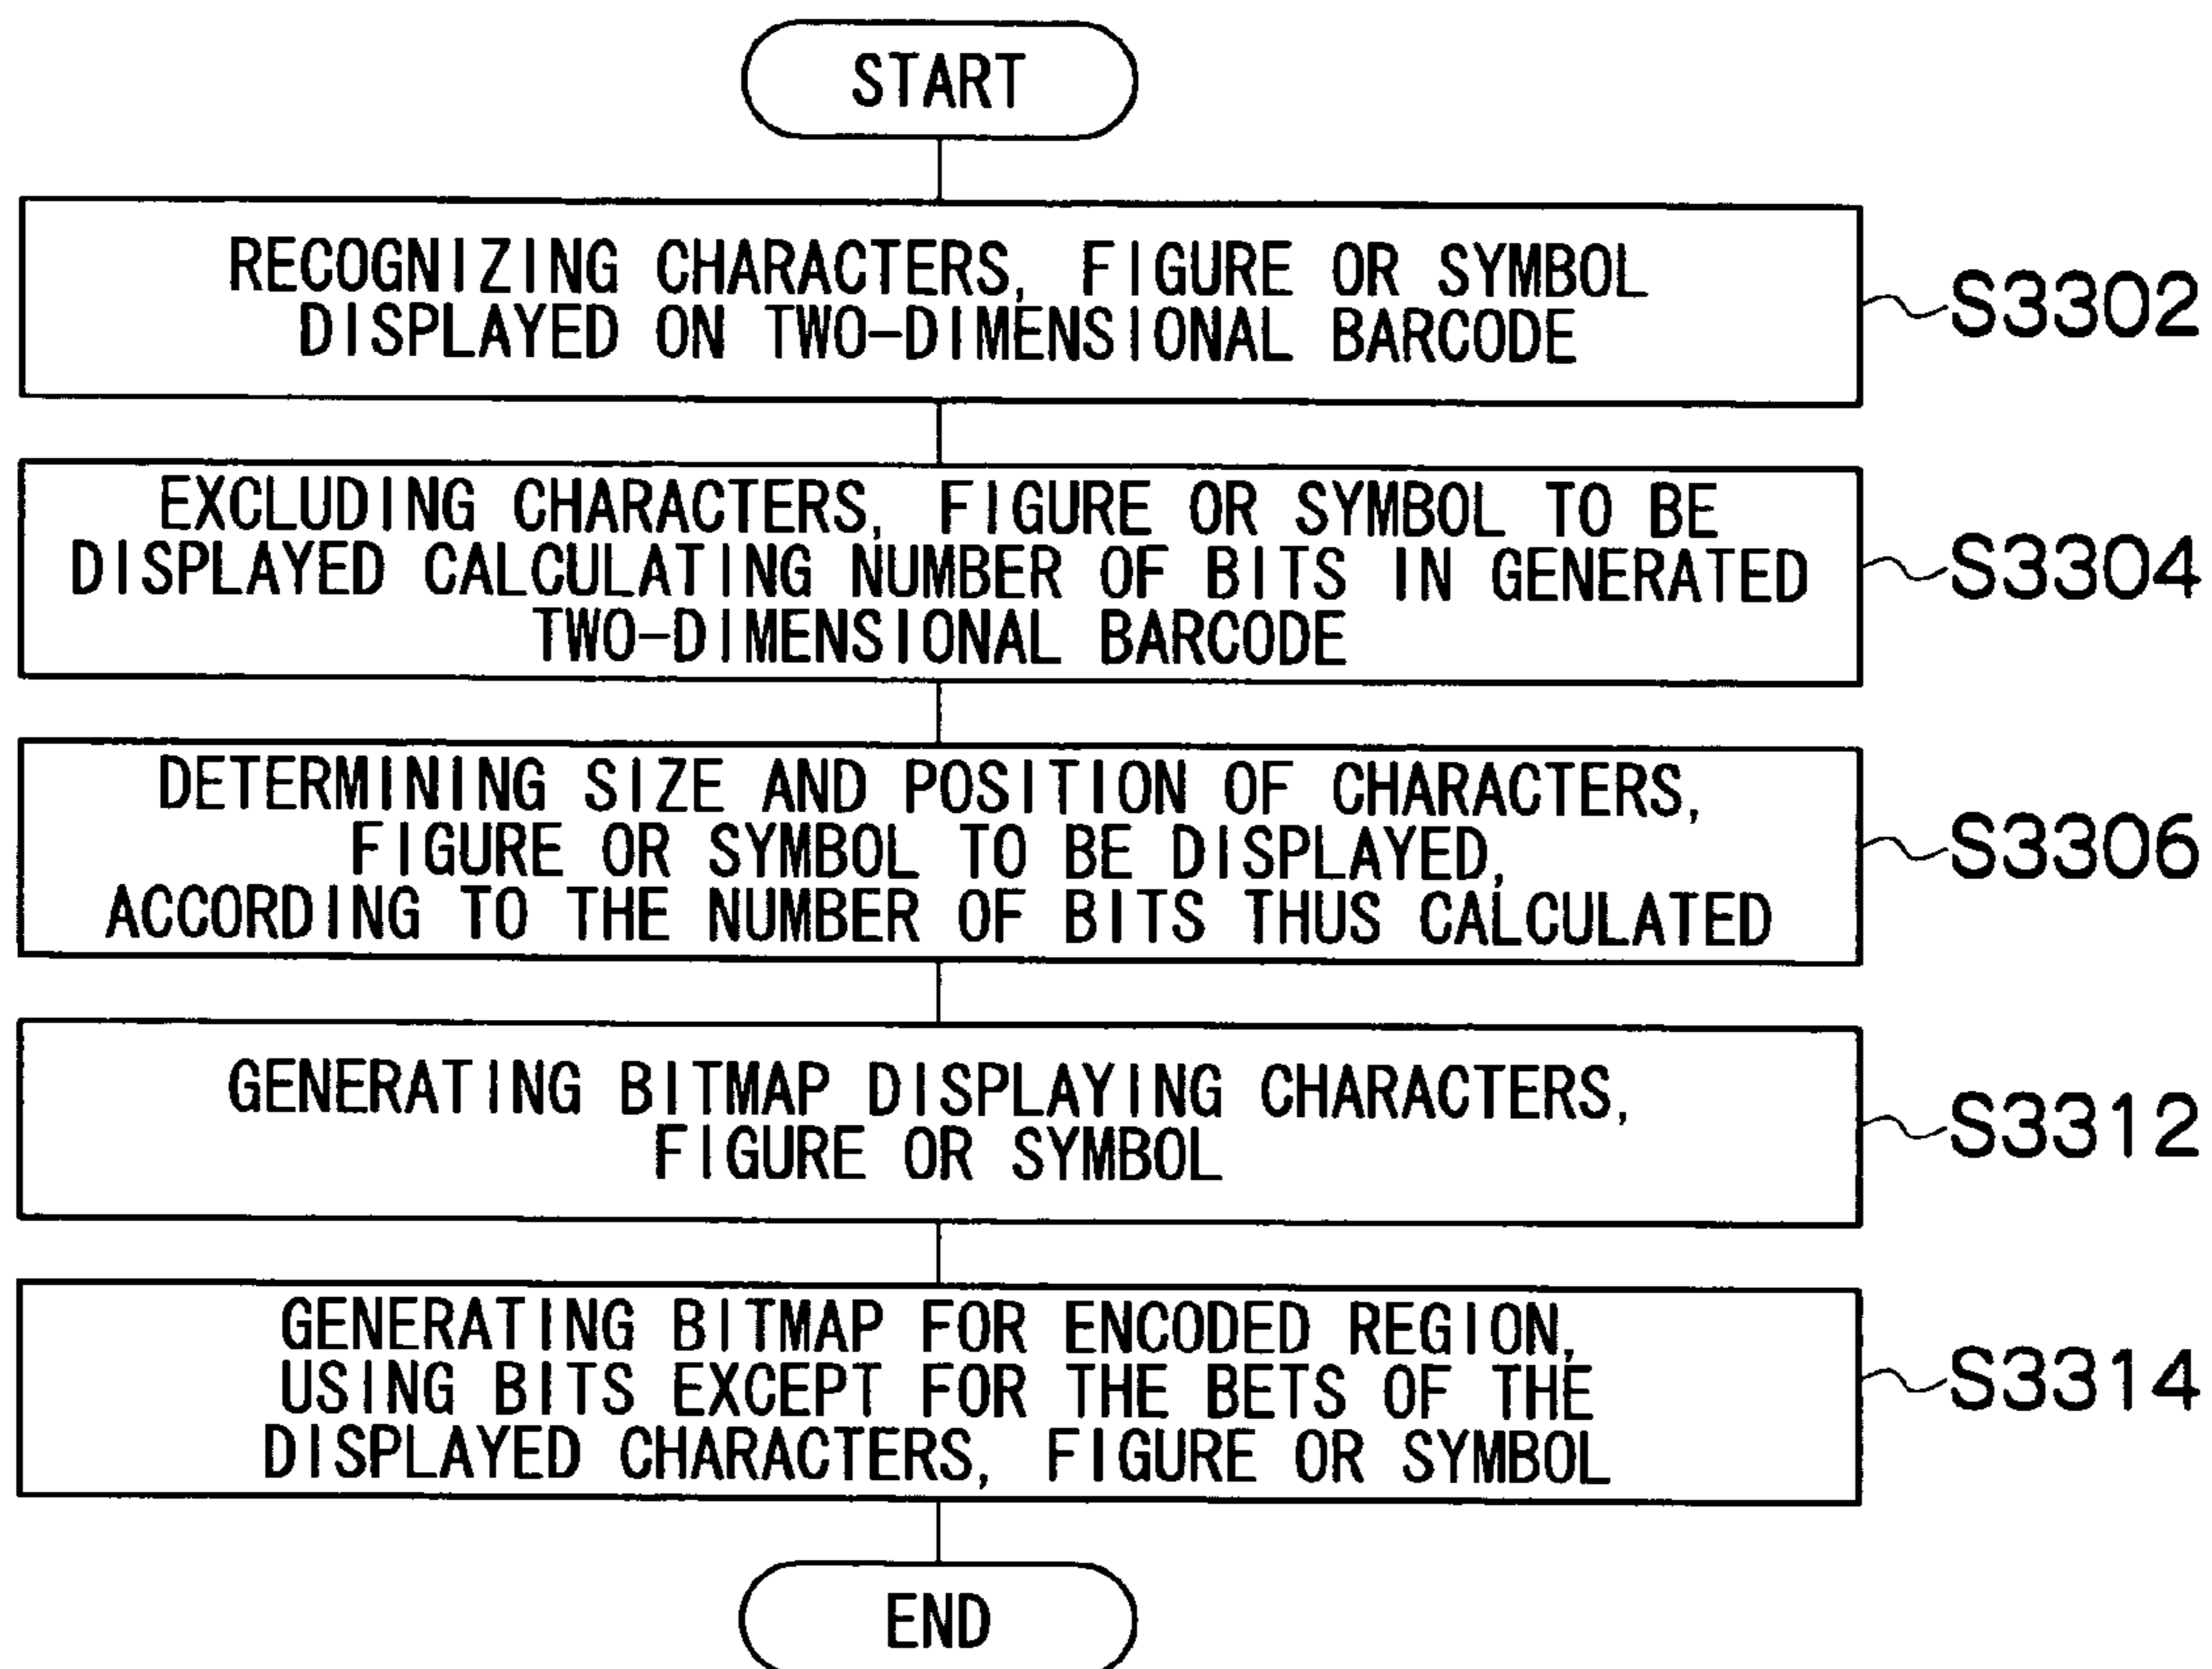 START
RECOGNIZING CHARACTERS, FIGURE OR SYMBOL
DISPLAYED ON TWO-DIMENSIONAL BARCODE
S3302
EXCLUDING CHARACTERS, FIGURE OR SYMBOL TO BE
DISPLAYED CALCULATING NUMBER OF BITS IN GENERATED
TWO-DIMENSIONAL BARCODE
S3304
DETERMINING SIZE AND POSITION OF CHARACTERS,
FIGURE OR SYMBOL TO BE DISPLAYED,
ACCORDING TO THE NUMBER OF BITS THUS CALCULATED
S3306
GENERATING BITMAP DISPLAYING CHARACTERS,
FIGURE OR SYMBOL
S3312
GENERATING BITMAP FOR ENCODED REGION,
USING BITS EXCEPT FOR THE BETS OF THE
DISPLAYED CHARACTERS, FIGURE OR SYMBOL
S3314
END